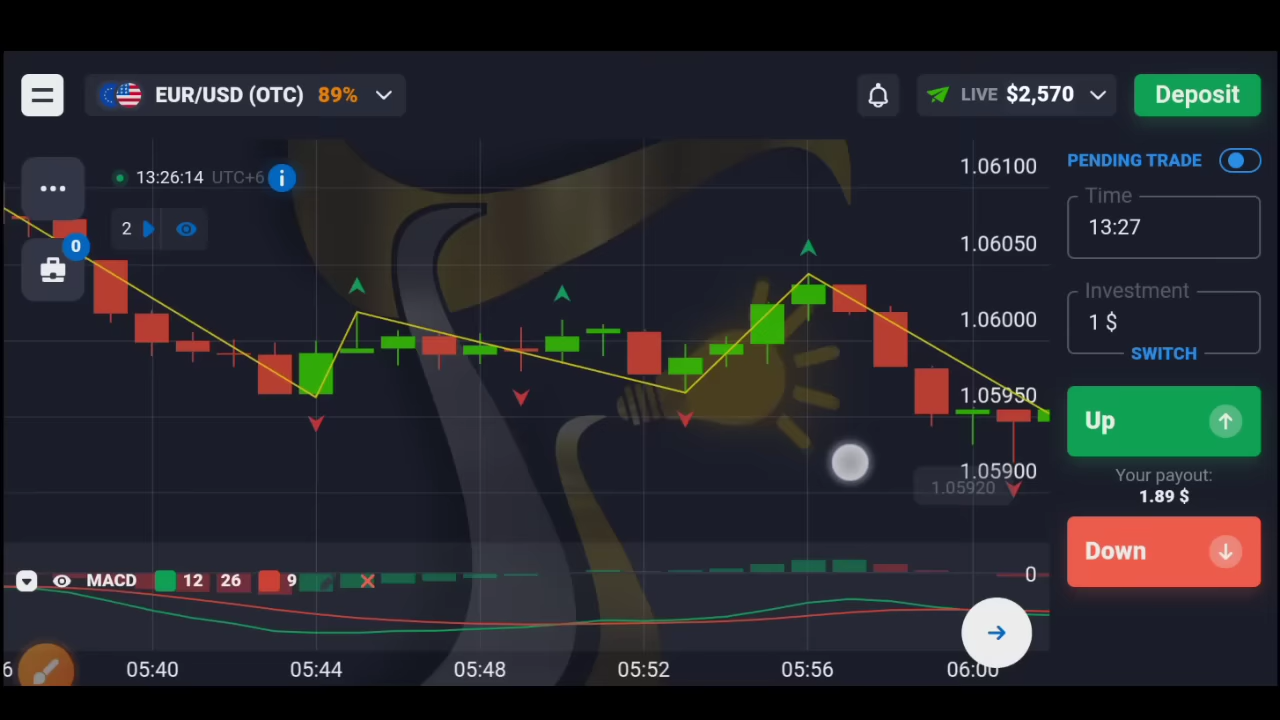 EUR/USD (OTC) 89%
LIVE $2,570
Deposit
13:26:14 UTC+6
2
0
1.06100
1.06050
1.06000
1.05950
1.05900
1.05920
PENDING TRADE
Time
13:27
Investment
1 $
SWITCH
Up
Your payout:
1.89 $
Down
MACD 12 26 9
0
6 05:40 05:44 05:48 05:52 05:56 06:00